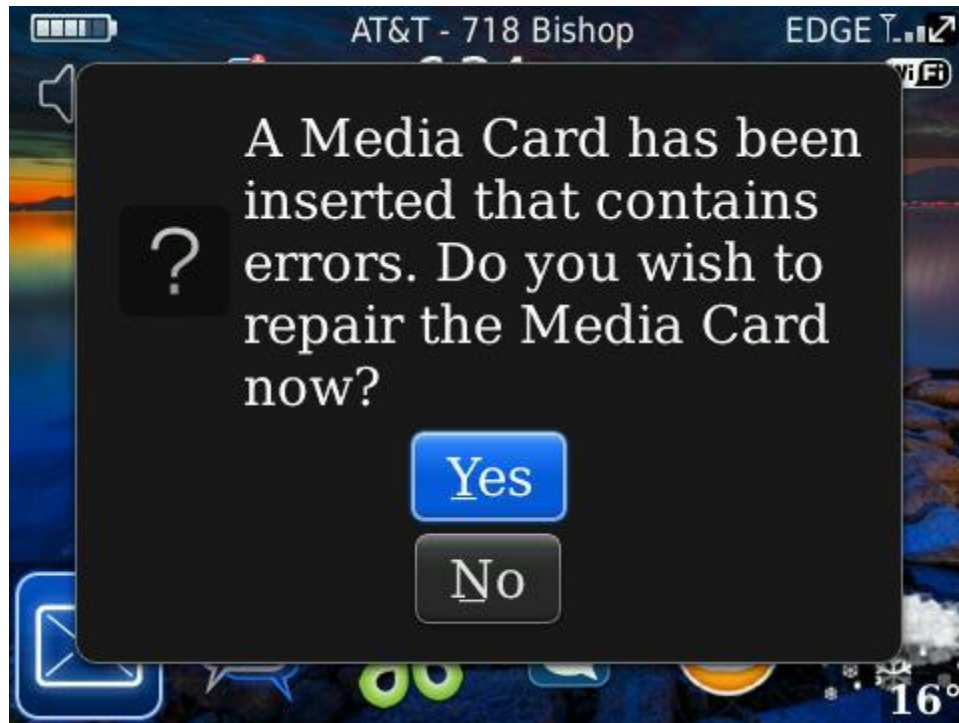 AT&T - 718 Bishop EDGE
WiFi
A Media Card has been
inserted that contains
errors. Do you wish to
repair the Media Card
now?
Yes
No
16°